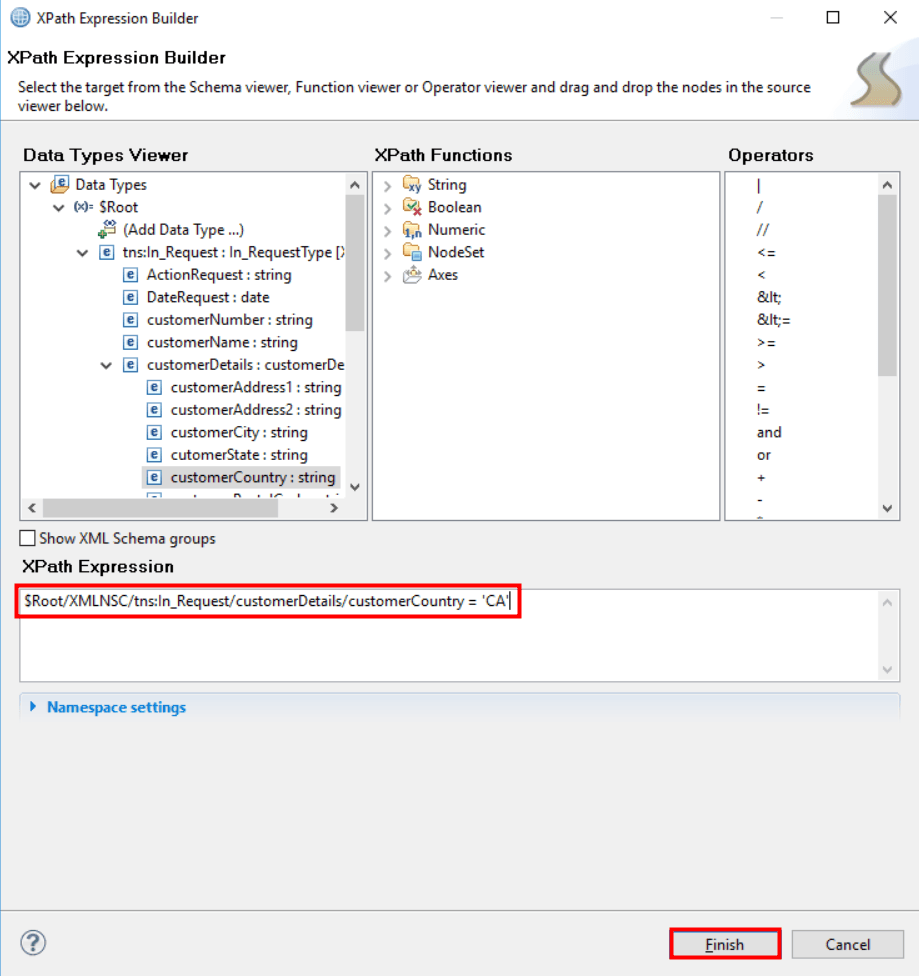 XPath Expression Builder
XPath Expression Builder
Select the target from the Schema viewer, Function viewer or Operator viewer and drag and drop the nodes in the source
viewer below.
Data Types Viewer
Data Types
$Root
(Add Data Type ...)
tns:In_Request : In_RequestType [
ActionRequest : string
DateRequest : date
customerNumber : string
customerName : string
customerDetails : customerDe
customerAddress1 : string
customerAddress2 : string
customerCity : string
cutomerState : string
customerCountry : string
XPath Functions
String
Boolean
Numeric
NodeSet
Axes
Operators
|
/
//
<=
<
&lt;
&lt;=
>=
>
=
!=
and
or
+
-
Show XML Schema groups
XPath Expression
$Root/XMLNSC/tns:In_Request/customerDetails/customerCountry = 'CA'
Namespace settings
?
Finish
Cancel